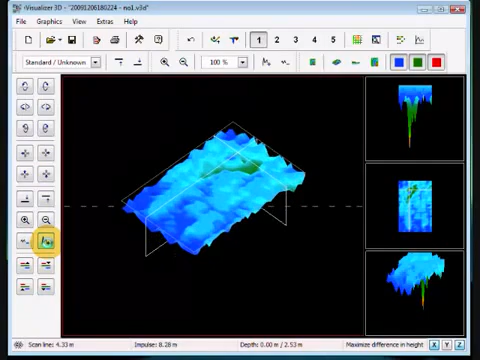 Visualizer 3D - "20091206180224 - no1.v3d"
File Graphics View Extras Help
1 2 3 4 5
Standard / Unknown 100 %
Scan lines: 4.33 m Impulse: 8.28 m Depth: 0.00 m / 2.53 m Maximize difference in height X Y Z